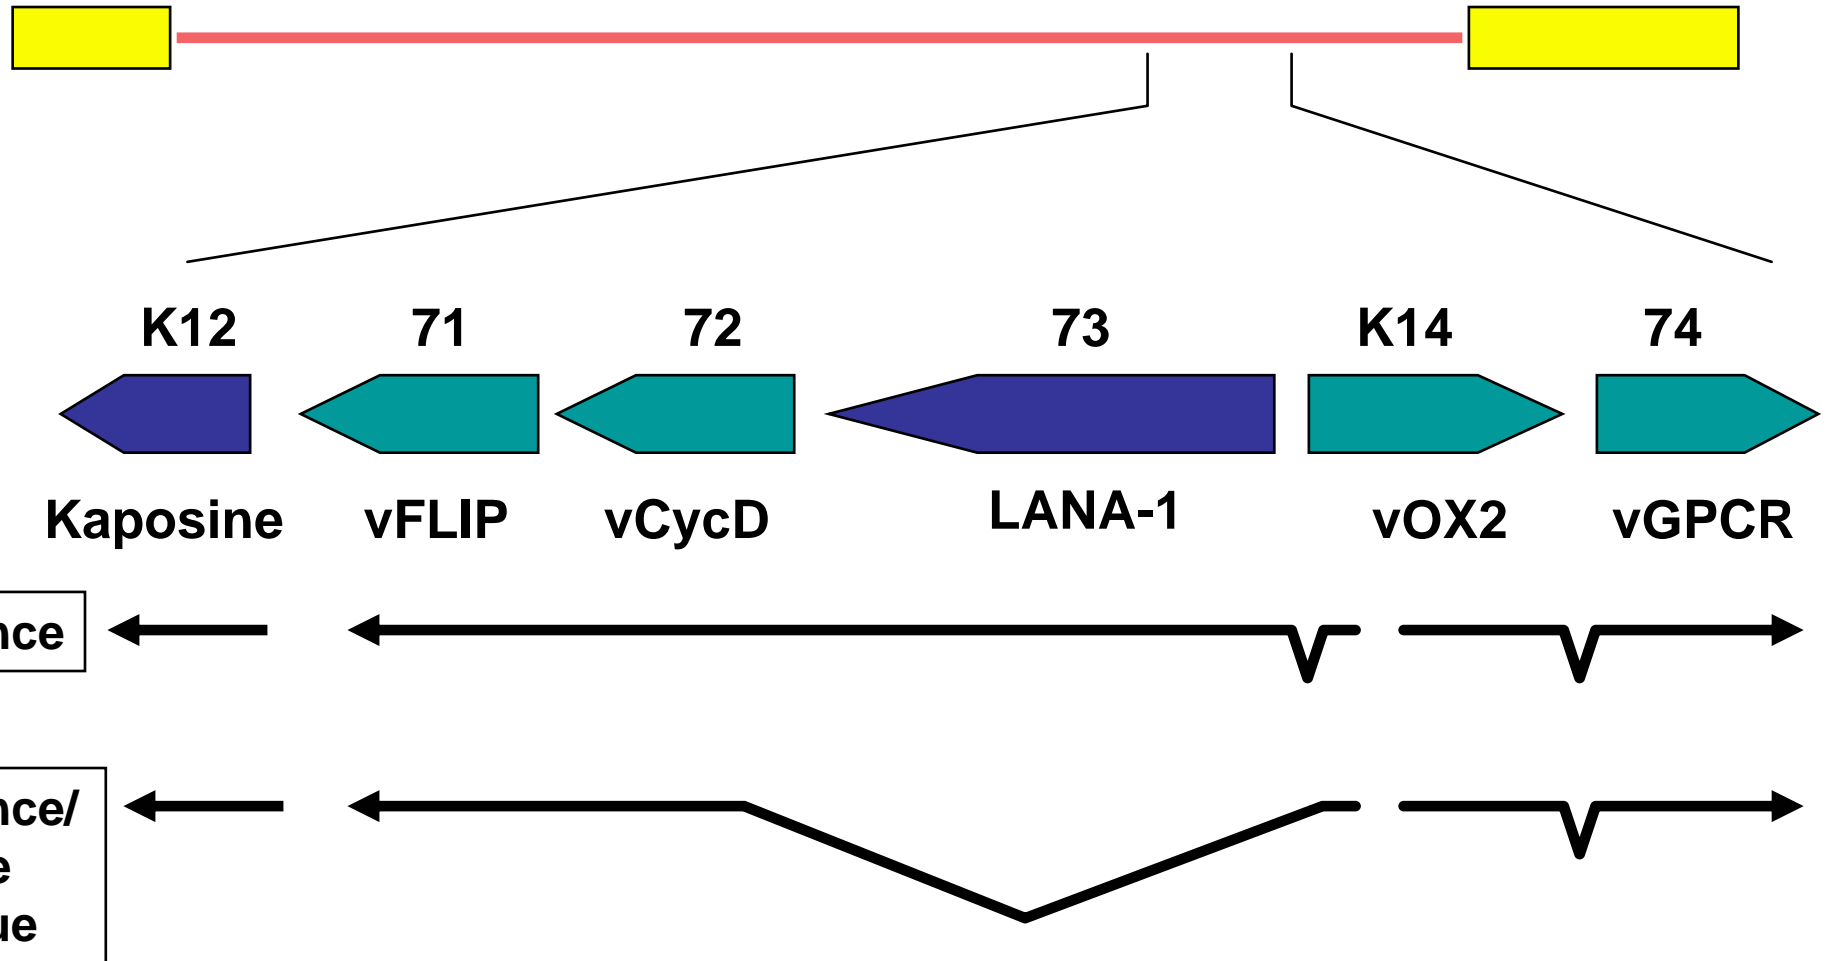 K12 71 72 73 K14 74
Kaposine vFLIP vCycD LANA-1 vOX2 vGPCR
nce
nce/
e
ue